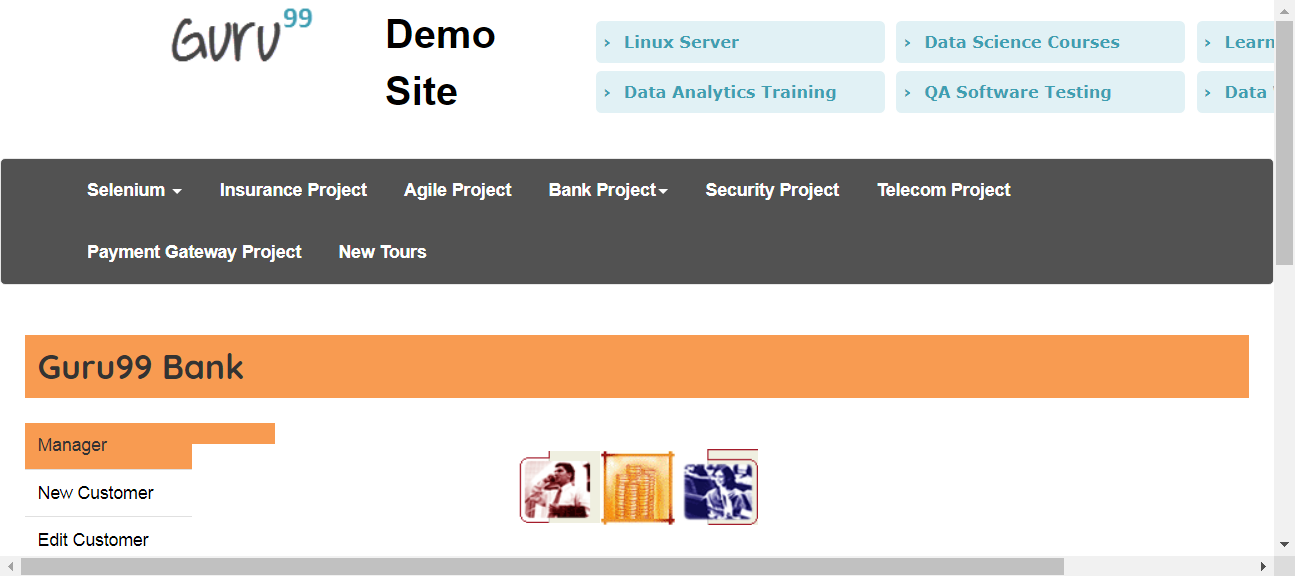 Guru99
Demo
Site
› Linux Server
› Data Science Courses
› Learn
› Data Analytics Training
› QA Software Testing
› Data
Selenium
Insurance Project
Agile Project
Bank Project
Security Project
Telecom Project
Payment Gateway Project
New Tours
Guru99 Bank
Manager
New Customer
Edit Customer